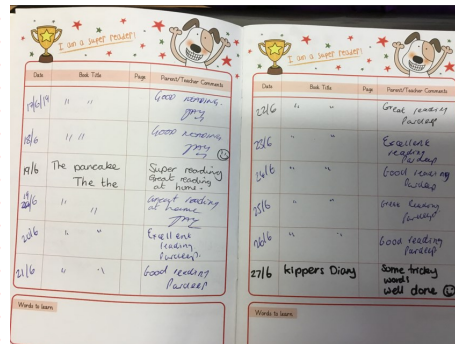 I am a super reader!
Date Book Title Page Parent/Teacher Comments
17/6/19 " " Good reading.
18/6 " " Good reading
19/6 The pancake Super reading
The the Great reading
at home.
" " Great reading
at home
20/6 " " Excellent
reading
Pardeep.
21/6 " " Good reading
Pardeep
Words to learn
I am a super reader!
Date Book Title Page Parent/Teacher Comments
22/6 " " Great reading
Pardeep
23/6 " " Excellent
reading
Pardeep
24/6 " " Good reading
Pardeep
25/6 " " reading
Pardeep
26/6 " " Good reading
Pardeep
27/6 Kippers Diary Some tricky
words
well done
Words to learn